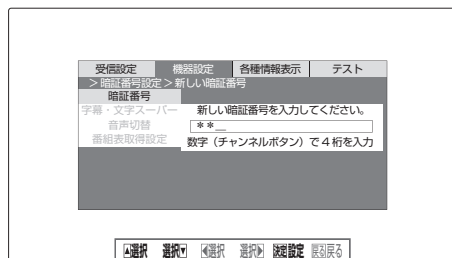 受信設定 機器設定 各種情報表示 テスト
>暗証番号設定>新しい暗証番号
暗証番号
字幕・文字スーパー 新しい暗証番号を入力してください。
音声切替 **_
番組表取得設定 数字(チャンネルボタン)で4桁を入力
▲選択 選択▼ ◀選択 選択▶ 決定設定 戻る戻る